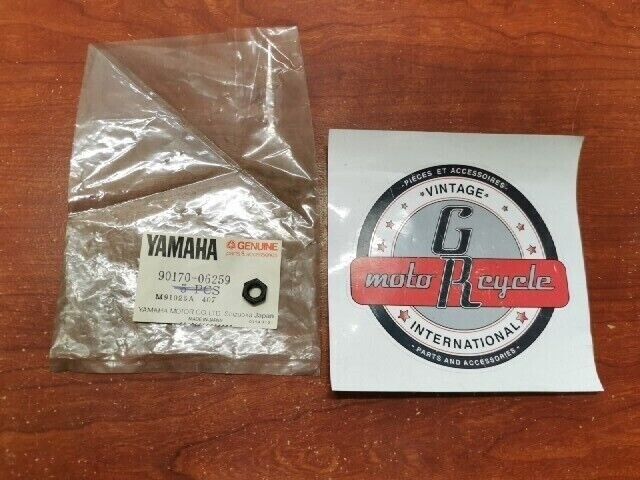 YAMAHA
GENUINE
parts & accessories
90170-06259
5 PCS
M91025A 407
YAMAHA MOTOR CO., LTD. Shizuoka Japan
MADE IN JAPAN
-PIÈCES ET ACCESSOIRES-
"VINTAGE"
G
moto R cycle
INTERNATIONAL
-PARTS AND ACCESSORIES-